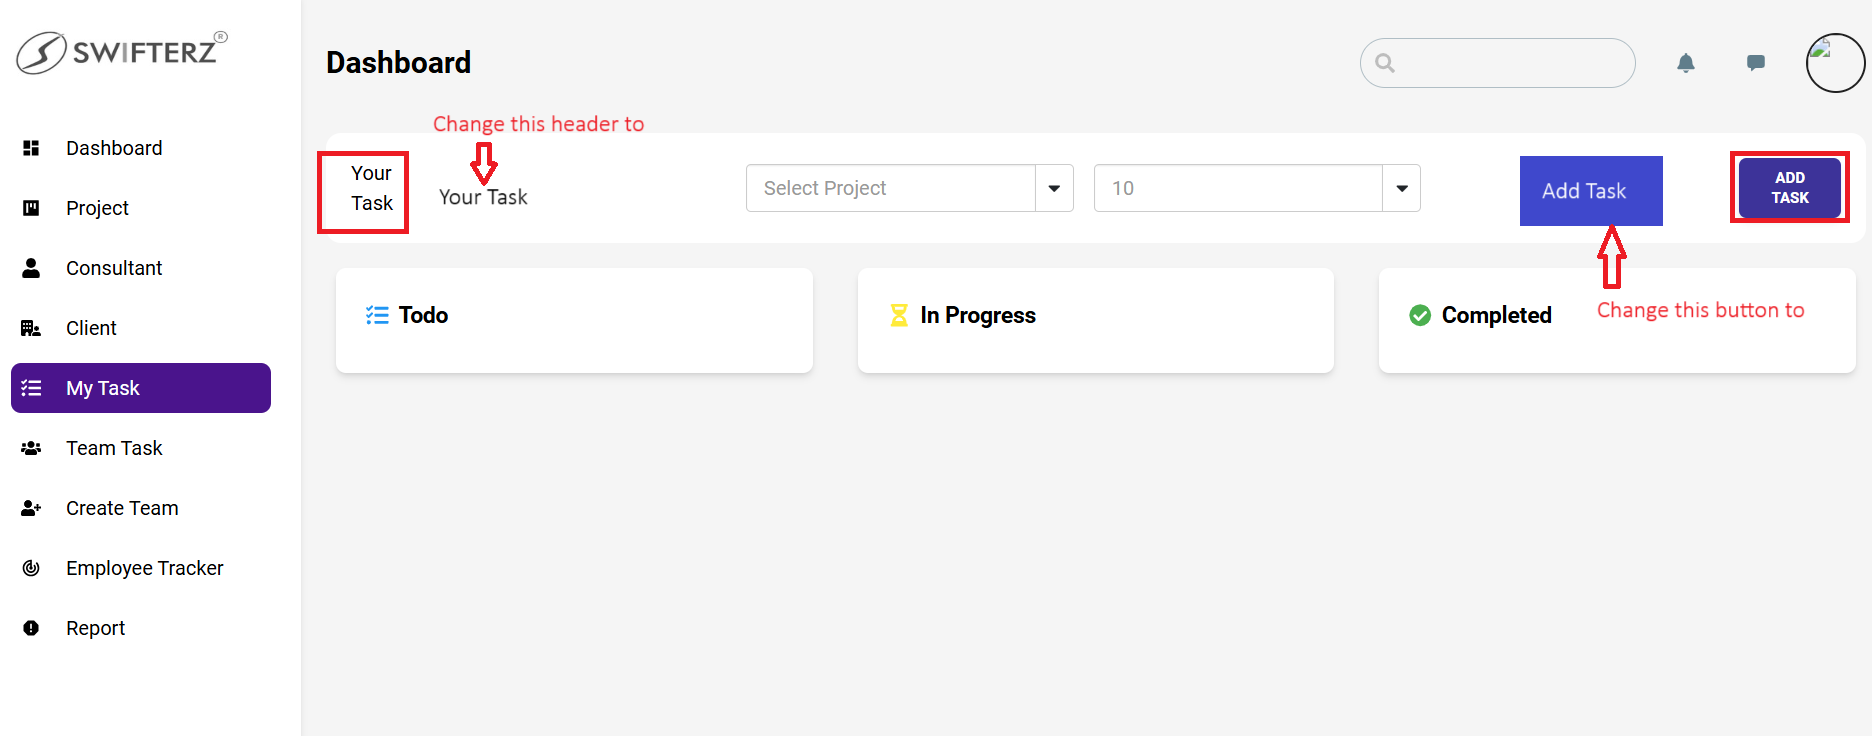 SWIFTERZ®
Dashboard
Project
Consultant
Client
My Task
Team Task
Create Team
Employee Tracker
Report
Dashboard
Change this header to
Your
Task
Your Task
Select Project
10
Add Task
ADD
TASK
Change this button to
Todo
In Progress
Completed